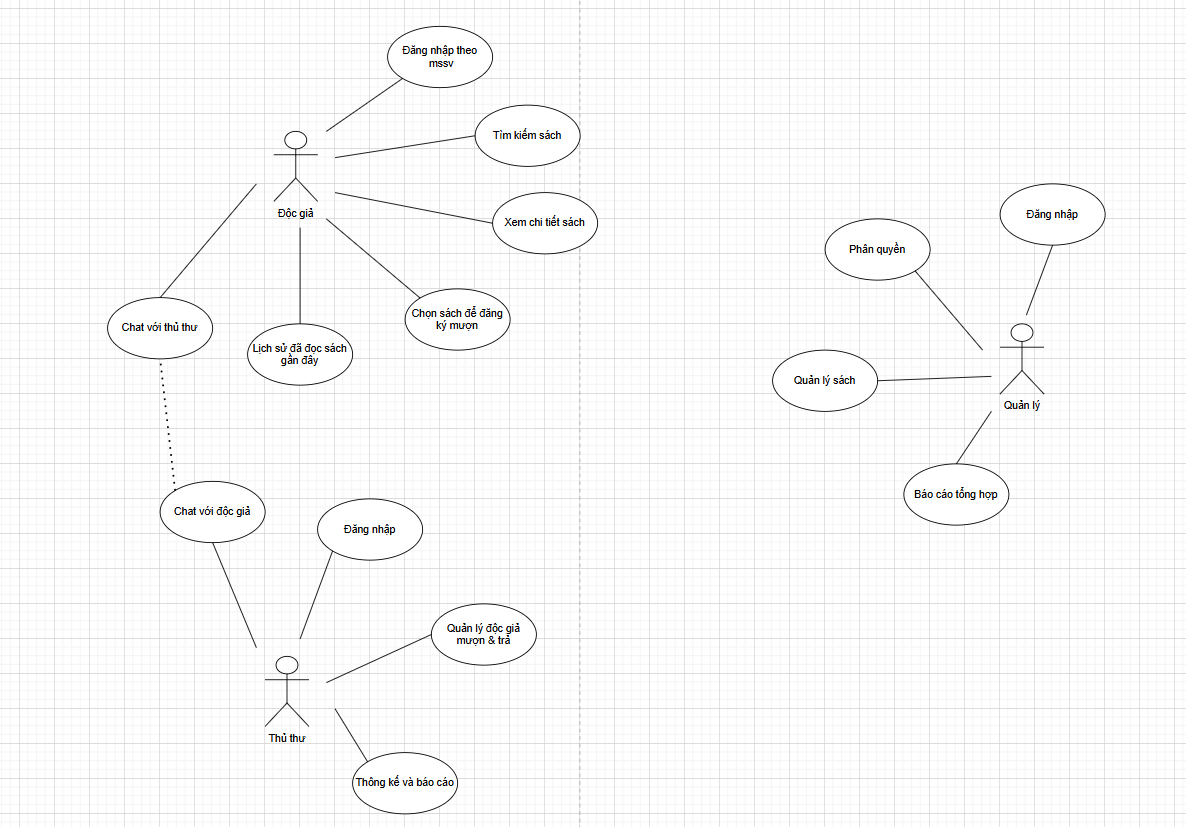 Đăng nhập theo
mssv
Tìm kiếm sách
Độc giả
Xem chi tiết sách
Chọn sách để đăng
ký mượn
Chat với thủ thư
Lịch sử đã đọc sách
gần đây
Đăng nhập
Phân quyền
Quản lý sách
Quản lý
Báo cáo tổng hợp
Chat với độc giả
Đăng nhập
Quản lý độc giả
mượn & trả
Thủ thư
Thông kế và báo cáo